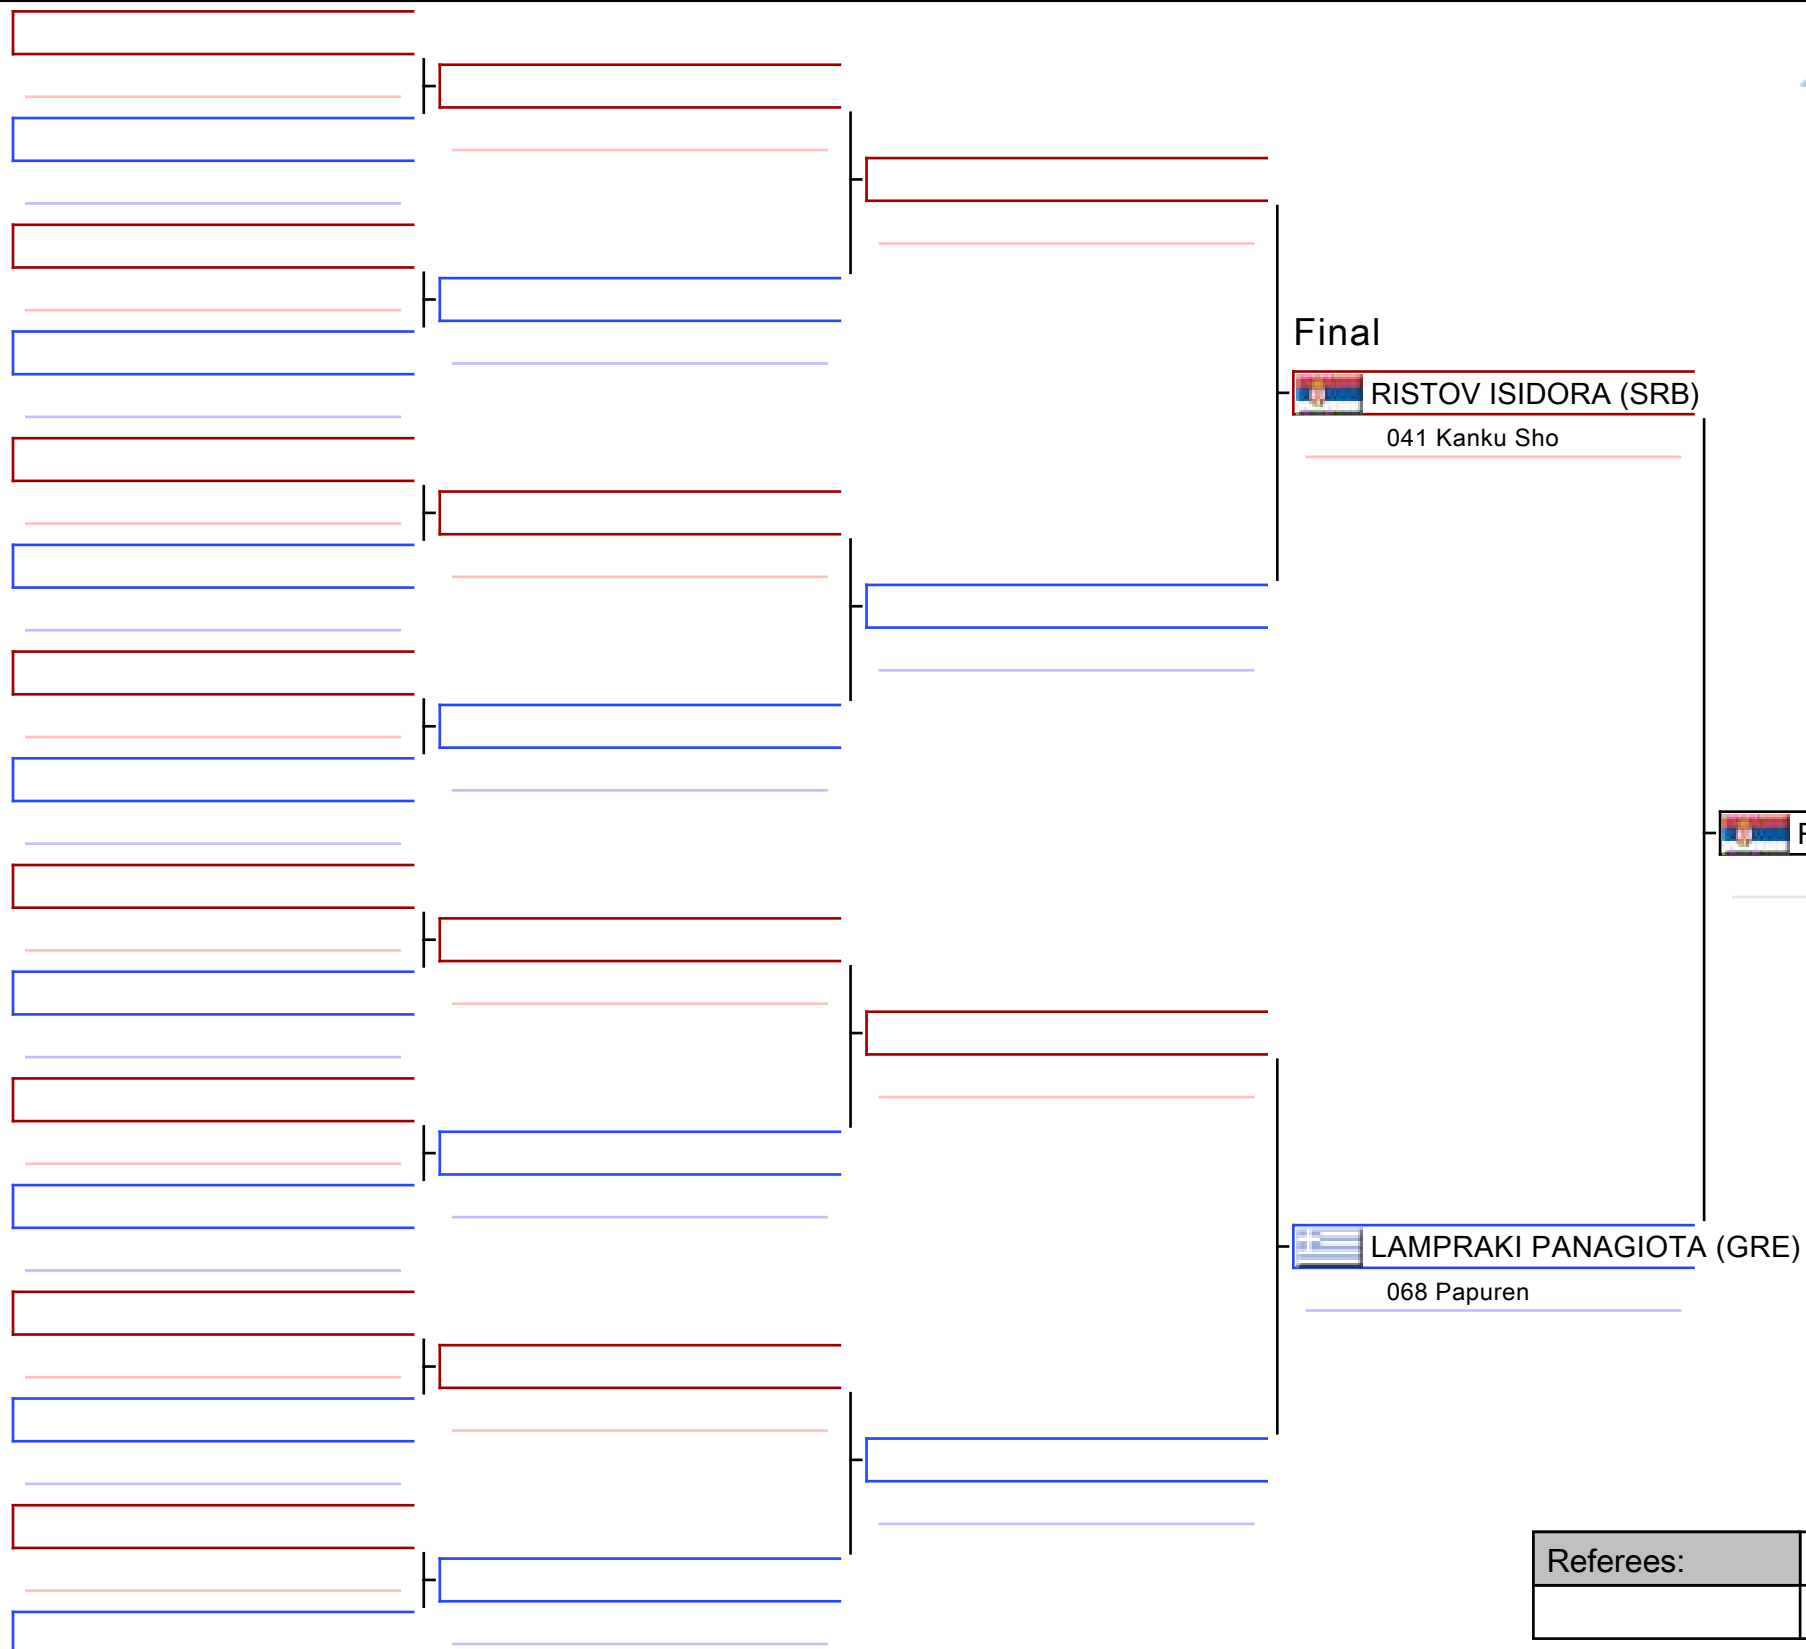 Final
RISTOV ISIDORA (SRB)
041 Kanku Sho
LAMPRAKI PANAGIOTA (GRE)
068 Papuren
Referees: